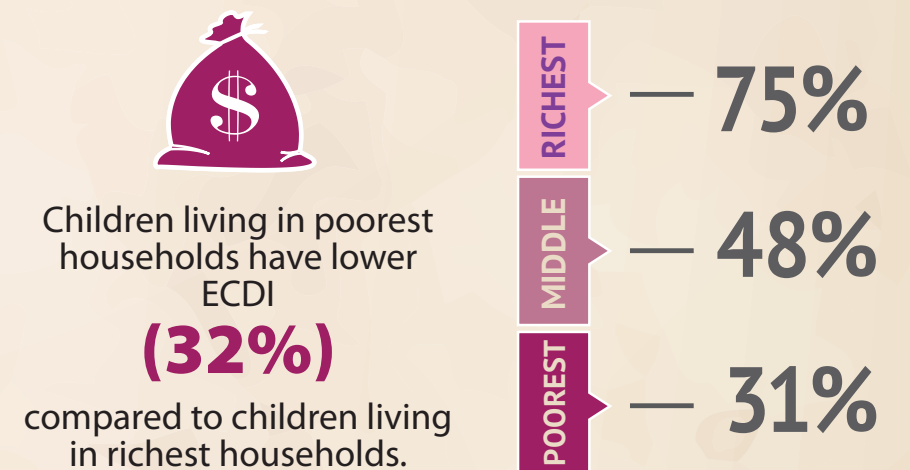 $
Children living in poorest
households have lower
ECDI
(32%)
compared to children living
in richest households.
RICHEST
75%
MIDDLE
48%
POOREST
31%